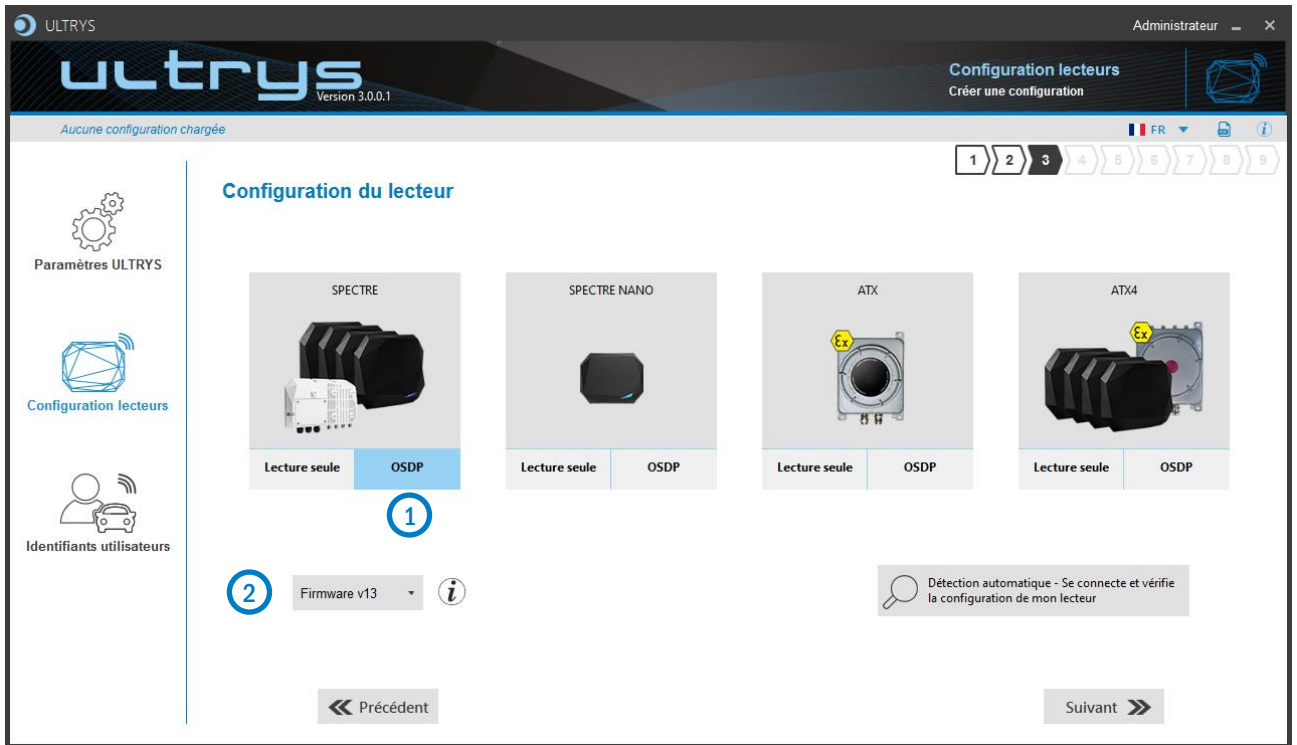 ULTRYS
Administrateur
ultrys
Version 3.0.0.1
Configuration lecteurs
Créer une configuration
Aucune configuration chargée
FR
i
1 2 3 4 5 6 7 8 9
Configuration du lecteur
Paramètres ULTRYS
Configuration lecteurs
Identifiants utilisateurs
SPECTRE
SPECTRE NANO
ATX
ATX4
Ex
Ex
Lecture seule OSDP
Lecture seule OSDP
Lecture seule OSDP
Lecture seule OSDP
1
2
Firmware v13
i
Détection automatique - Se connecte et vérifie
la configuration de mon lecteur
Précédent
Suivant